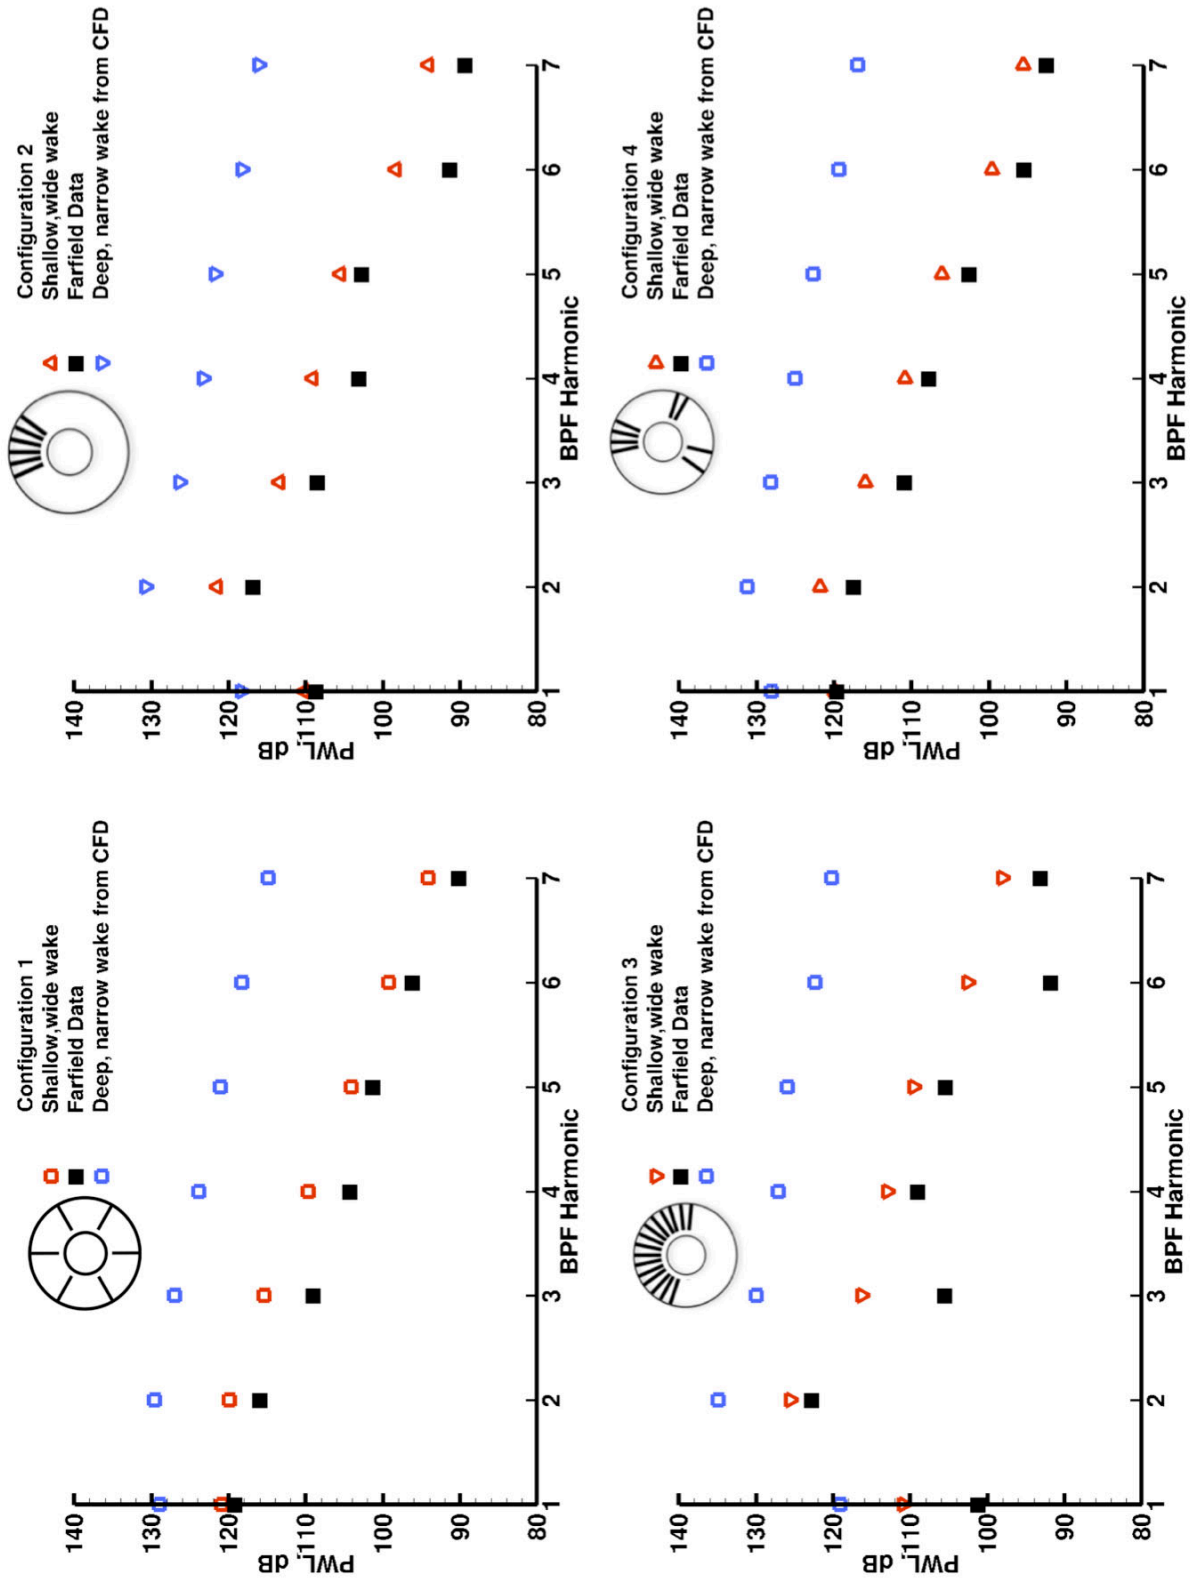 Configuration 1
Shallow,wide wake
Farfield Data
Deep, narrow wake from CFD
PWL, dB
140
130
120
110
100
90
80
1 2 3 4 5 6 7
BPF Harmonic
Configuration 2
Shallow,wide wake
Farfield Data
Deep, narrow wake from CFD
PWL, dB
140
130
120
110
100
90
80
1 2 3 4 5 6 7
BPF Harmonic
Configuration 3
Shallow,wide wake
Farfield Data
Deep, narrow wake from CFD
PWL, dB
140
130
120
110
100
90
80
1 2 3 4 5 6 7
BPF Harmonic
Configuration 4
Shallow,wide wake
Farfield Data
Deep, narrow wake from CFD
PWL, dB
140
130
120
110
100
90
80
1 2 3 4 5 6 7
BPF Harmonic